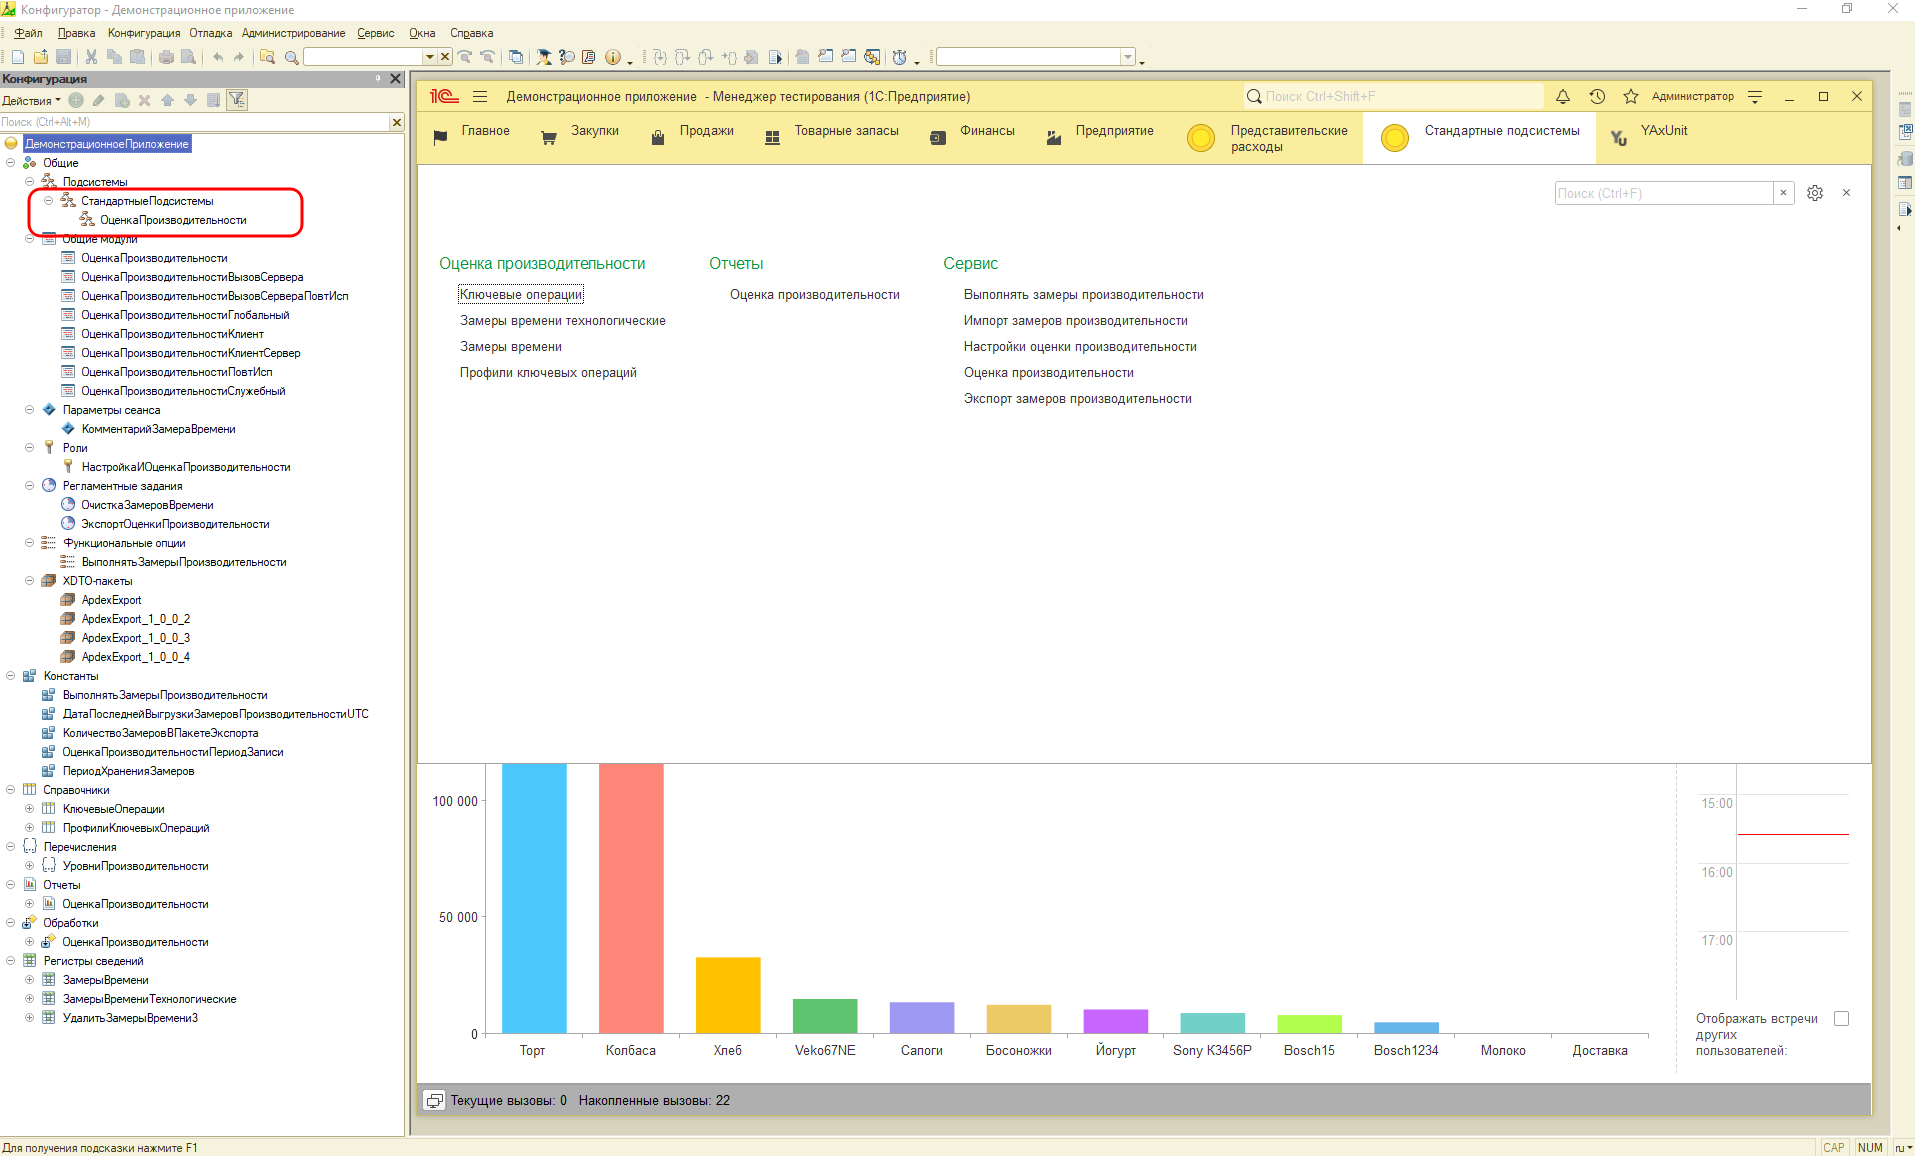 Конфигуратор - Демонстрационное приложение
Файл Правка Конфигурация Отладка Администрирование Сервис Окна Справка
Конфигурация
Действия
Поиск (Ctrl+Alt+M)
ДемонстрационноеПриложение
Общие
Подсистемы
СтандартныеПодсистемы
ОценкаПроизводительности
Общие модули
ОценкаПроизводительности
ОценкаПроизводительностиВызовСервера
ОценкаПроизводительностиВызовСервераПовтИсп
ОценкаПроизводительностиГлобальный
ОценкаПроизводительностиКлиент
ОценкаПроизводительностиКлиентСервер
ОценкаПроизводительностиПовтИсп
ОценкаПроизводительностиСлужебный
Параметры сеанса
КомментарийЗамераВремени
Роли
НастройкаИОценкаПроизводительности
Регламентные задания
ОчисткаЗамеровВремени
ЭкспортОценкиПроизводительности
Функциональные опции
ВыполнятьЗамерыПроизводительности
XDTO-пакеты
ApdexExport
ApdexExport_1_0_0_2
ApdexExport_1_0_0_3
ApdexExport_1_0_0_4
Константы
ВыполнятьЗамерыПроизводительности
ДатаПоследнейВыгрузкиЗамеровПроизводительностиUTC
КоличествоЗамеровВПакетеЭкспорта
ОценкаПроизводительностиПериодЗаписи
ПериодХраненияЗамеров
Справочники
КлючевыеОперации
ПрофилиКлючевыхОпераций
Перечисления
УровниПроизводительности
Отчеты
ОценкаПроизводительности
Обработки
ОценкаПроизводительности
Регистры сведений
ЗамерыВремени
ЗамерыВремениТехнологические
УдалитьЗамерыВремени3
1С Демонстрационное приложение - Менеджер тестирования (1С:Предприятие)
Поиск Ctrl+Shift+F
Администратор
Главное Закупки Продажи Товарные запасы Финансы Предприятие Представительские Стандартные подсистемы YAxUnit
расходы
Поиск (Ctrl+F)
Оценка производительности
Ключевые операции
Замеры времени технологические
Замеры времени
Профили ключевых операций
Отчеты
Оценка производительности
Сервис
Выполнять замеры производительности
Импорт замеров производительности
Настройки оценки производительности
Оценка производительности
Экспорт замеров производительности
100 000
50 000
0
Торт Колбаса Хлеб Veko67NE Сапоги Босоножки Йогурт Sony K3456P Bosch15 Bosch1234 Молоко Доставка
15:00
16:00
17:00
Отображать встречи
других
пользователей:
Текущие вызовы: 0 Накопленные вызовы: 22
Для получения подсказки нажмите F1
CAP NUM ru